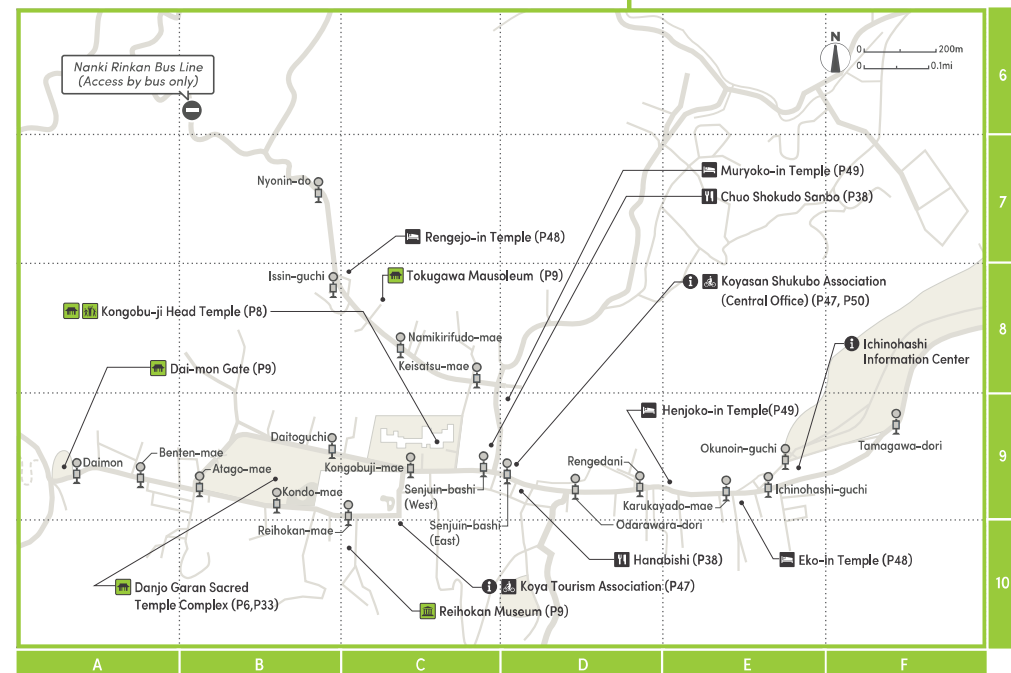 Nanki Rinkan Bus Line
(Access by bus only)
N
0 200m
0 0.1mi
6
Nyonin-do
Muryoko-in Temple (P49)
Chuo Shokudo Sanbo (P38)
7
Rengejo-in Temple (P48)
Issin-guchi
Tokugawa Mausoleum (P9)
Koyasan Shukubo Association
(Central Office) (P47, P50)
Kongobu-ji Head Temple (P8)
8
Namikirifudo-mae
Ichinohashi
Information Center
Keisatsu-mae
Dai-mon Gate (P9)
Henjoko-in Temple(P49)
Daitoguchi
Tamagawa-dori
Okunoin-guchi
Benten-mae
Daimon
Atago-mae
Kongobuji-mae
Rengedani
9
Kondo-mae
Senjuin-bashi
(West)
Ichinohashi-guchi
Karukayado-mae
Reihokan-mae
Senjuin-bashi
(East)
Odarawara-dori
Hanabishi (P38)
Eko-in Temple (P48)
Danjo Garan Sacred
Temple Complex (P6,P33)
Koya Tourism Association (P47)
10
Reihokan Museum (P9)
A B C D E F